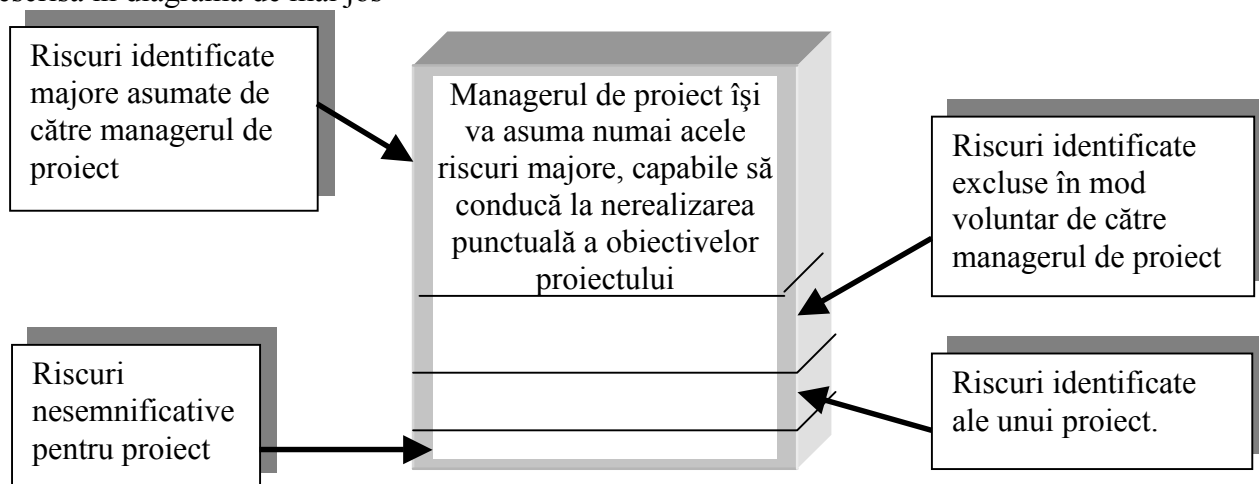 descrisă în diagrama de mai jos
Riscuri identificate
majore asumate de
către managerul de
proiect
Managerul de proiect îşi
va asuma numai acele
riscuri majore, capabile să
conducă la nerealizarea
punctuală a obiectivelor
proiectului
Riscuri identificate
excluse în mod
voluntar de către
managerul de proiect
Riscuri
nesemnificative
pentru proiect
Riscuri identificate
ale unui proiect.